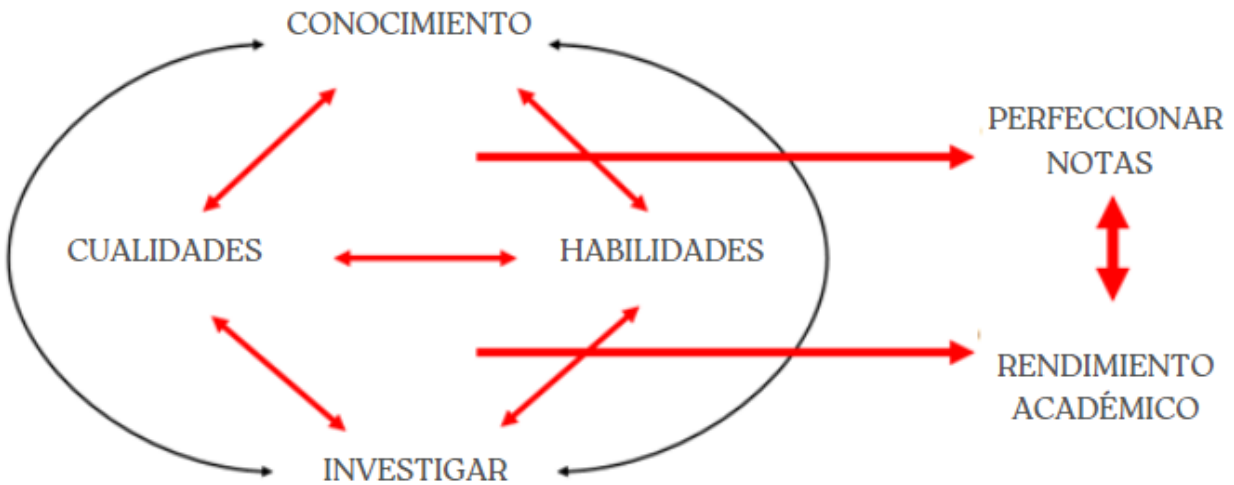 CONOCIMIENTO
PERFECCIONAR
NOTAS
CUALIDADES
HABILIDADES
RENDIMIENTO
ACADÉMICO
INVESTIGAR